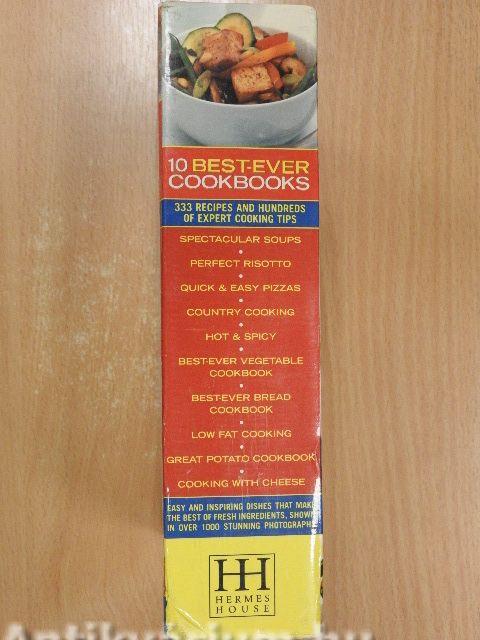 10 BEST-EVER
COOKBOOKS
333 RECIPES AND HUNDREDS
OF EXPERT COOKING TIPS
SPECTACULAR SOUPS
•
PERFECT RISOTTO
•
QUICK & EASY PIZZAS
•
COUNTRY COOKING
•
HOT & SPICY
•
BEST-EVER VEGETABLE
COOKBOOK
•
BEST-EVER BREAD
COOKBOOK
•
LOW FAT COOKING
•
GREAT POTATO COOKBOOK
•
COOKING WITH CHEESE
EASY AND INSPIRING DISHES THAT MAKE
THE BEST OF FRESH INGREDIENTS, SHOWN
IN OVER 1000 STUNNING PHOTOGRAPHS
HH
HERMES
HOUSE